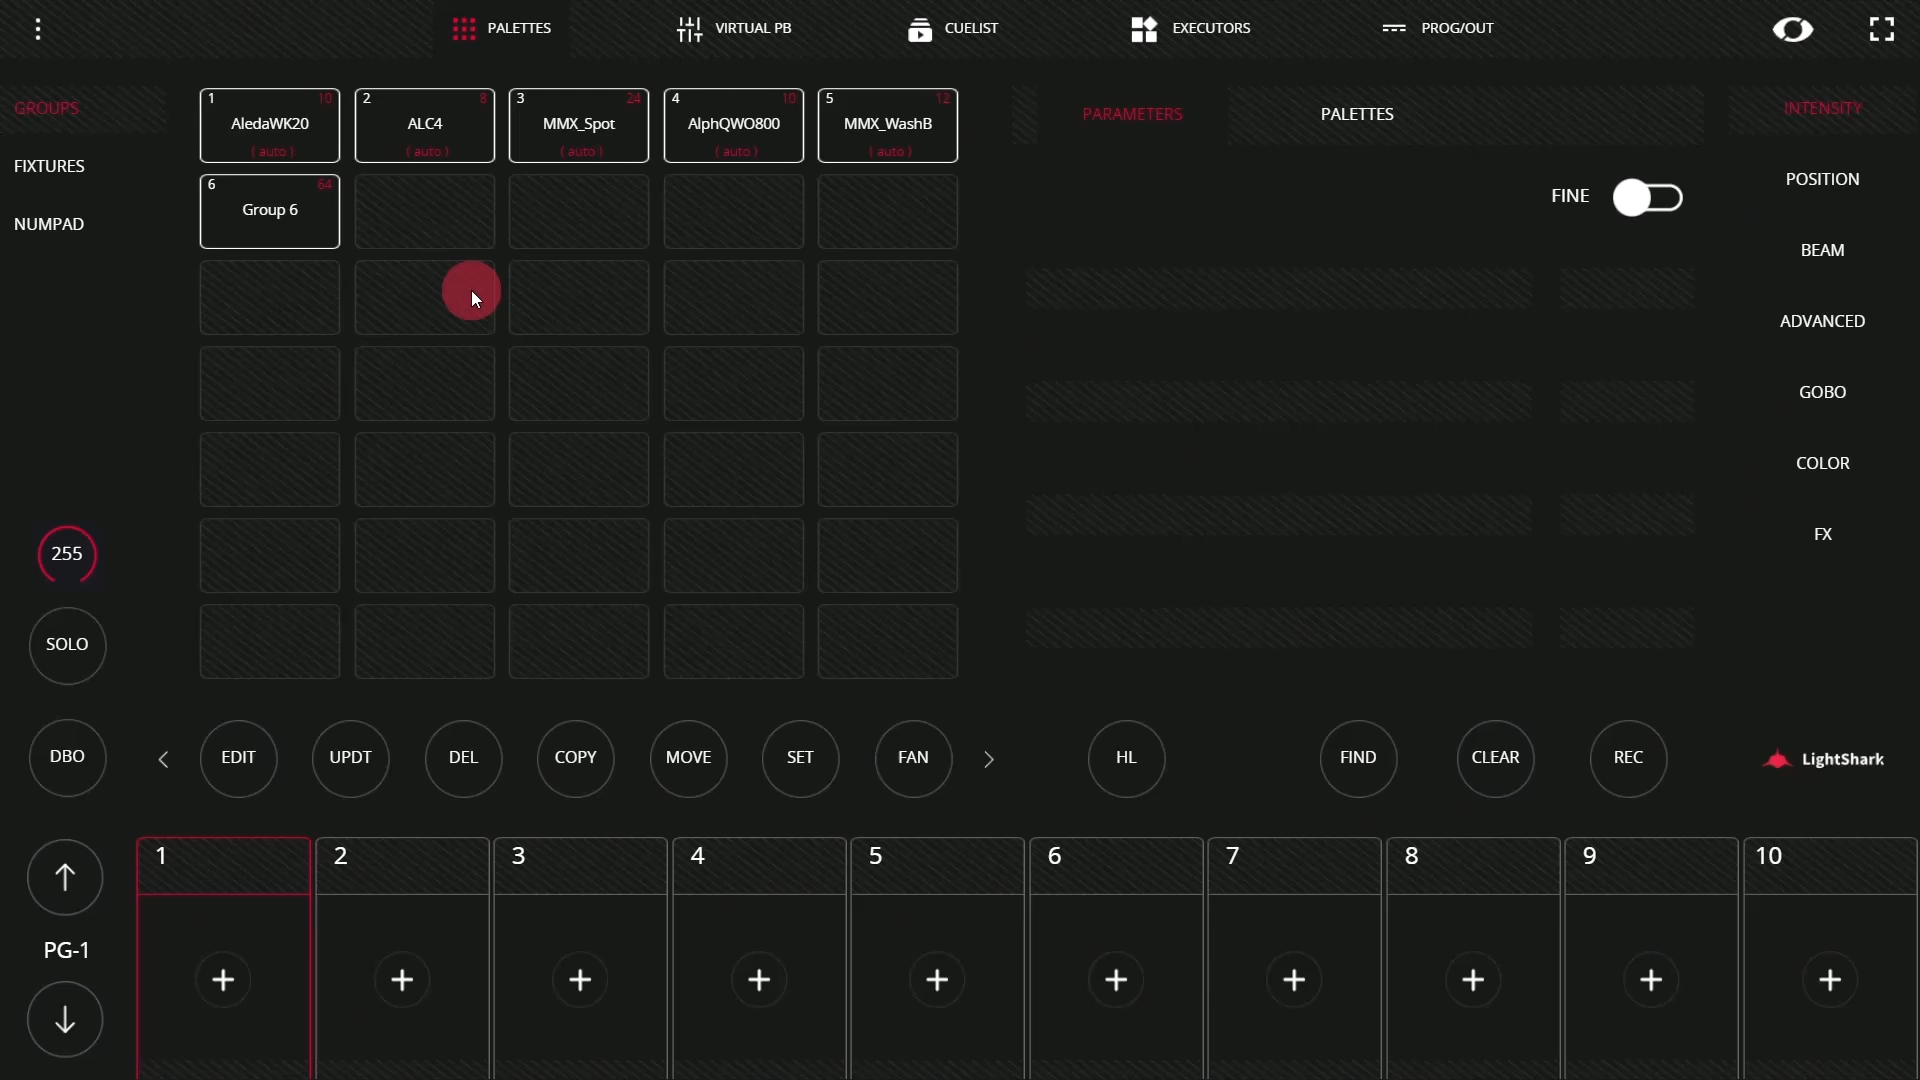 PALETTES
VIRTUAL PB
CUELIST
EXECUTORS
PROG/OUT
GROUPS
FIXTURES
NUMPAD
1 10
AledaWK20
( auto )
2 8
ALC4
( auto )
3 24
MMX_Spot
( auto )
4 10
AlphQWO800
( auto )
5 12
MMX_WashB
( auto )
6 64
Group 6
PARAMETERS
PALETTES
FINE
INTENSITY
POSITION
BEAM
ADVANCED
GOBO
COLOR
FX
255
SOLO
DBO
EDIT
UPDT
DEL
COPY
MOVE
SET
FAN
HL
FIND
CLEAR
REC
LightShark
PG-1
1
2
3
4
5
6
7
8
9
10